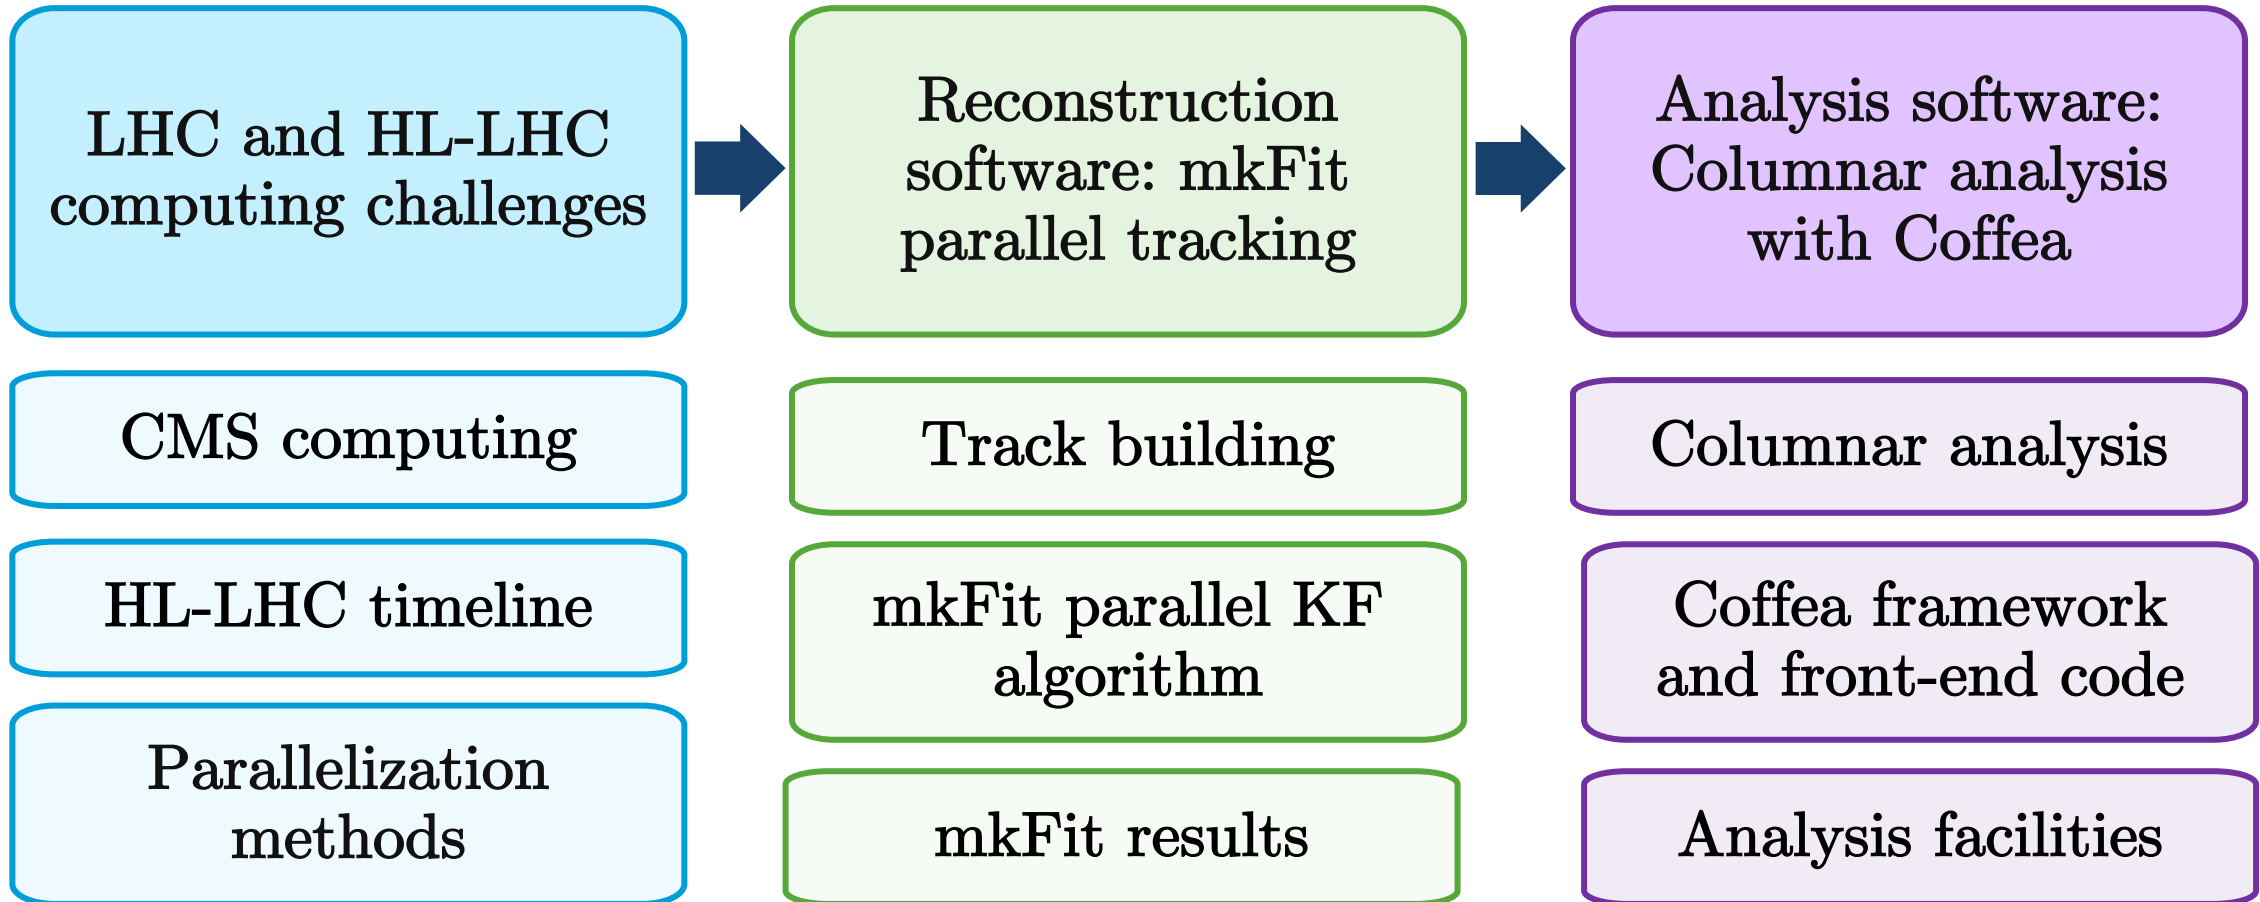 LHC and HL-LHC
computing challenges
Reconstruction
software: mkFit
parallel tracking
Analysis software:
Columnar analysis
with Coffea
CMS computing
HL-LHC timeline
Parallelization
methods
Track building
mkFit parallel KF
algorithm
mkFit results
Columnar analysis
Coffea framework
and front-end code
Analysis facilities